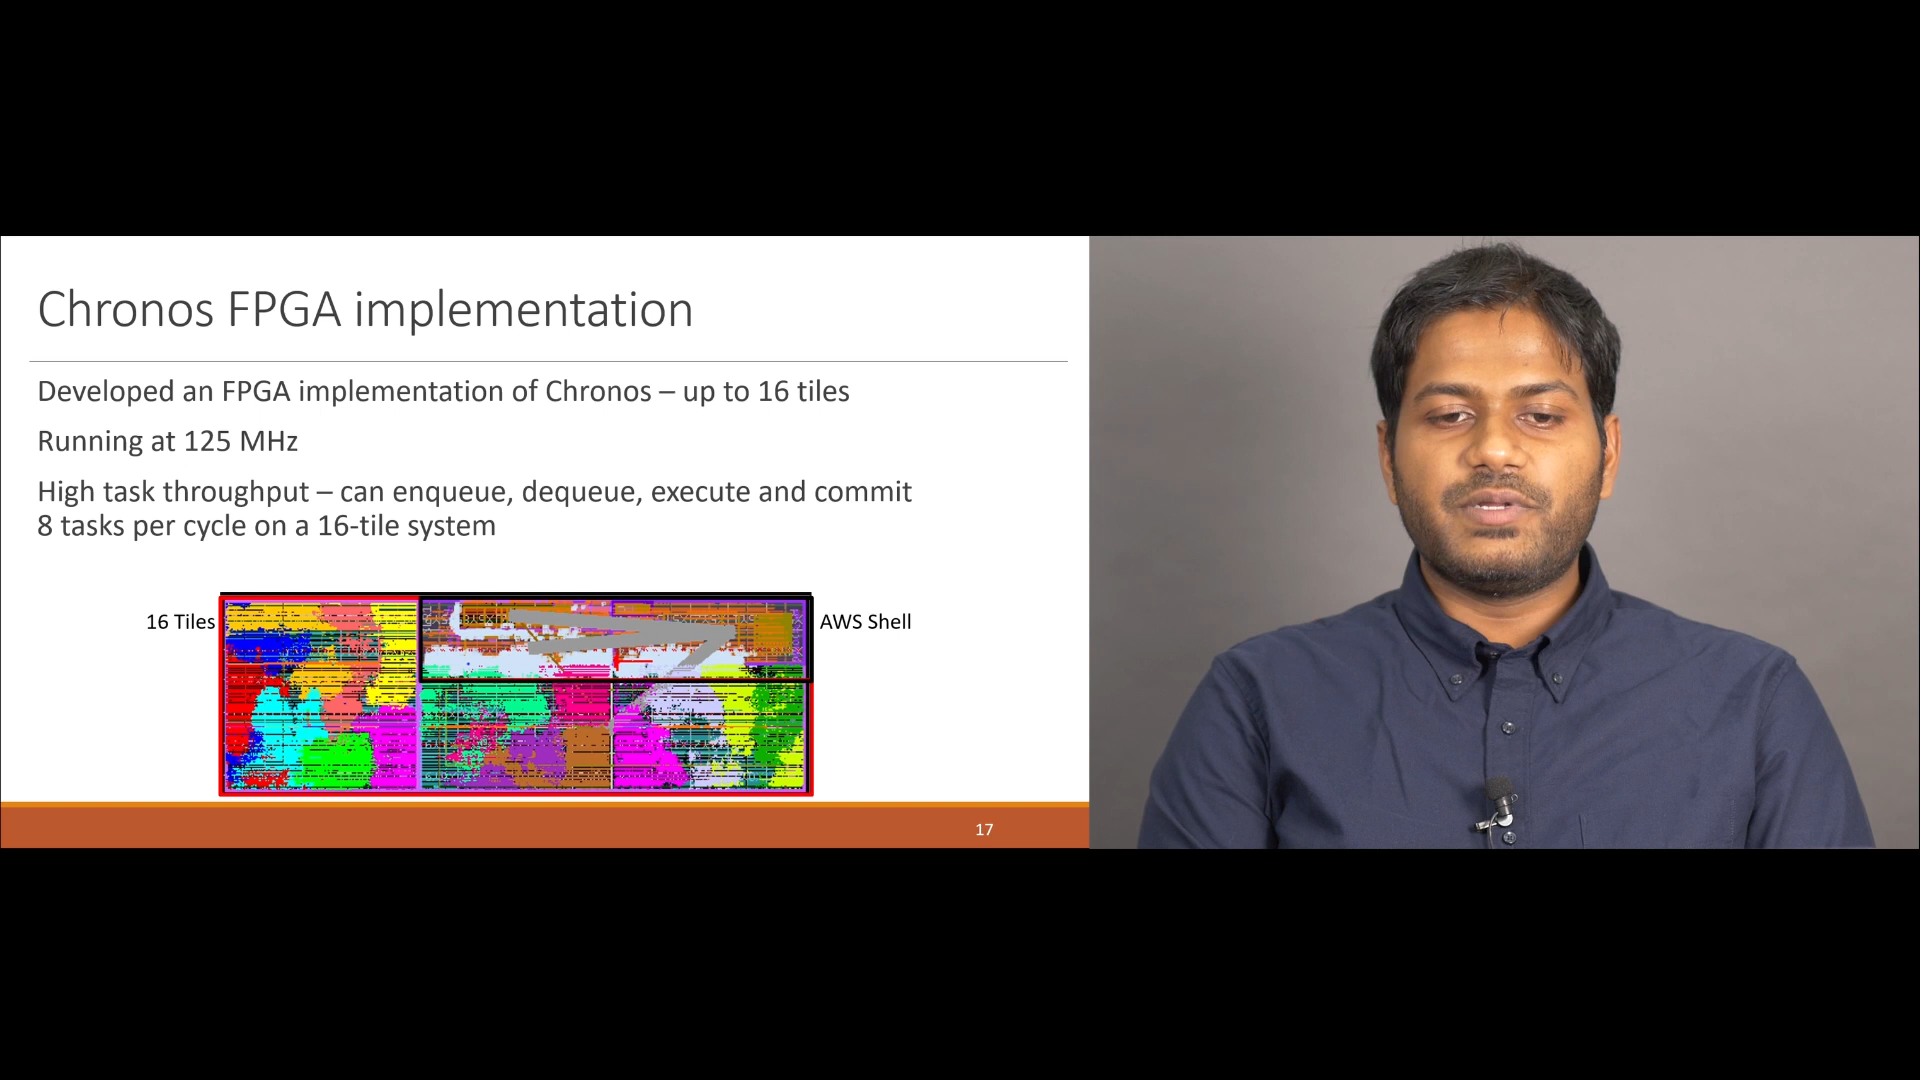 Chronos FPGA implementation
Developed an FPGA implementation of Chronos – up to 16 tiles
Running at 125 MHz
High task throughput – can enqueue, dequeue, execute and commit
8 tasks per cycle on a 16-tile system
16 Tiles
AWS Shell
17